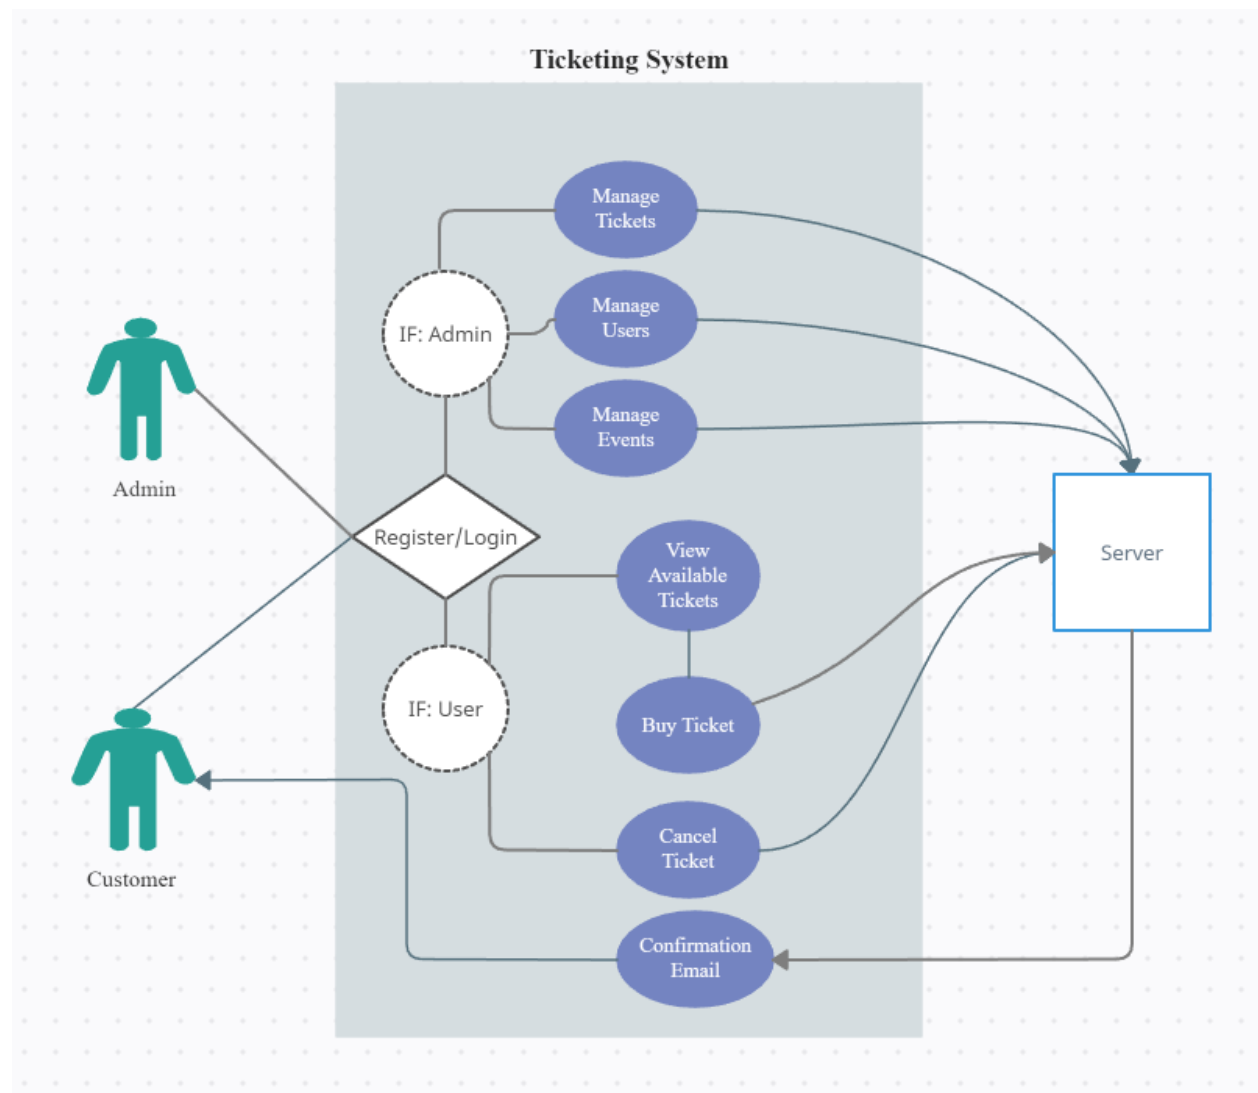 Ticketing System
Manage
Tickets
IF: Admin
Manage
Users
Manage
Events
Admin
Register/Login
View
Available
Tickets
Server
IF: User
Buy Ticket
Cancel
Ticket
Customer
Confirmation
Email